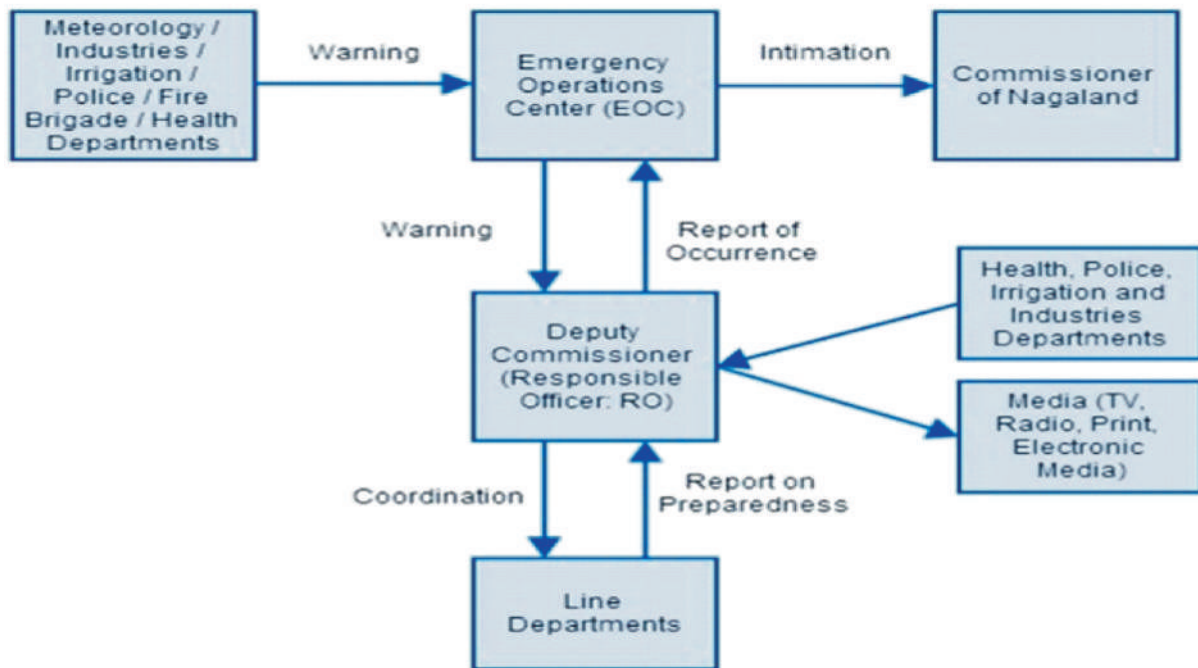 Meteorology /
Industries /
Irrigation /
Police / Fire
Brigade / Health
Departments
Warning
Emergency
Operations
Center (EOC)
Intimation
Commissioner
of Nagaland
Warning
Report of
Occurrence
Health, Police,
Irrigation and
Industries
Departments
Deputy
Commissioner
(Responsible
Officer: RO)
Media (TV,
Radio, Print,
Electronic
Media)
Coordination
Report on
Preparedness
Line
Departments